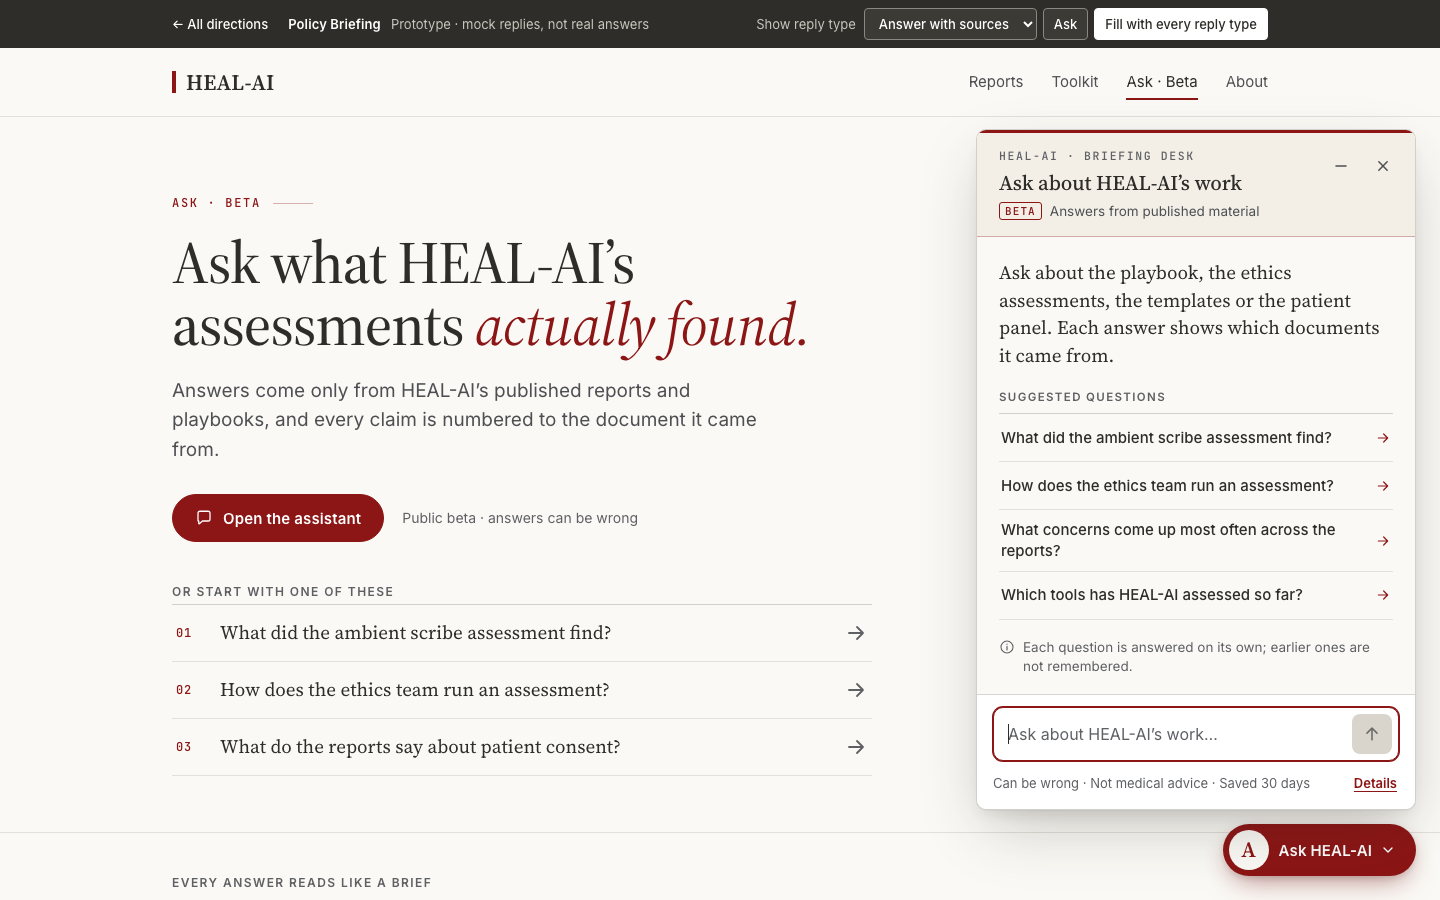 ← All directions
Policy Briefing
Prototype · mock replies, not real answers
Show reply type
Answer with sources
Ask
Fill with every reply type
HEAL-AI
Reports
Toolkit
Ask · Beta
About
ASK · BETA
Ask what HEAL-AI’s
assessments actually found.
Answers come only from HEAL-AI’s published reports and
playbooks, and every claim is numbered to the document it came
from.
Open the assistant
Public beta · answers can be wrong
OR START WITH ONE OF THESE
01 What did the ambient scribe assessment find? →
02 How does the ethics team run an assessment? →
03 What do the reports say about patient consent? →
EVERY ANSWER READS LIKE A BRIEF
HEAL-AI · BRIEFING DESK
Ask about HEAL-AI’s work
BETA Answers from published material
Ask about the playbook, the ethics
assessments, the templates or the patient
panel. Each answer shows which documents
it came from.
SUGGESTED QUESTIONS
What did the ambient scribe assessment find? →
How does the ethics team run an assessment? →
What concerns come up most often across the
reports? →
Which tools has HEAL-AI assessed so far? →
Each question is answered on its own; earlier ones are
not remembered.
Ask about HEAL-AI’s work…
Can be wrong · Not medical advice · Saved 30 days
Details
A Ask HEAL-AI